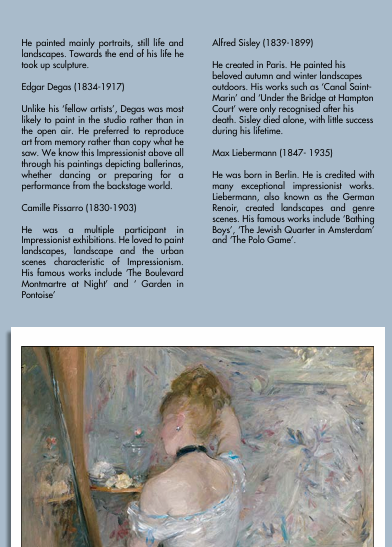 He painted mainly portraits, still life and
landscapes. Towards the end of his life he
took up sculpture.
Edgar Degas (1834-1917)
Unlike his ‘fellow artists’, Degas was most
likely to paint in the studio rather than in
the open air. He preferred to reproduce
art from memory rather than copy what he
saw. We know this Impressionist above all
through his paintings depicting ballerinas,
whether dancing or preparing for a
performance from the backstage world.
Camille Pissarro (1830-1903)
He was a multiple participant in
Impressionist exhibitions. He loved to paint
landscapes, landscape and the urban
scenes characteristic of Impressionism.
His famous works include ‘The Boulevard
Montmartre at Night’ and ‘ Garden in
Pontoise’
Alfred Sisley (1839-1899)
He created in Paris. He painted his
beloved autumn and winter landscapes
outdoors. His works such as ‘Canal Saint-
Marin’ and ‘Under the Bridge at Hampton
Court’ were only recognised after his
death. Sisley died alone, with little success
during his lifetime.
Max Liebermann (1847- 1935)
He was born in Berlin. He is credited with
many exceptional impressionist works.
Liebermann, also known as the German
Renoir, created landscapes and genre
scenes. His famous works include ‘Bathing
Boys’, ‘The Jewish Quarter in Amsterdam’
and ‘The Polo Game’.